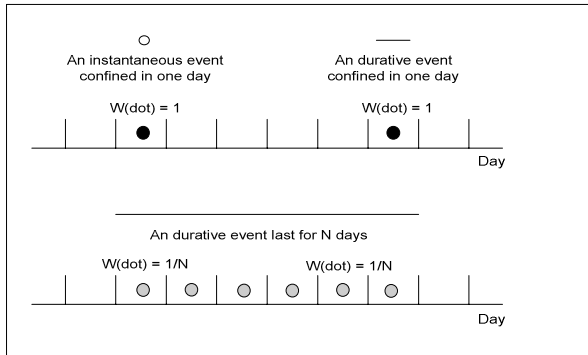 An instantaneous event
confined in one day
An durative event
confined in one day
W(dot) = 1
W(dot) = 1
Day
An durative event last for N days
W(dot) = 1/N
W(dot) = 1/N
Day